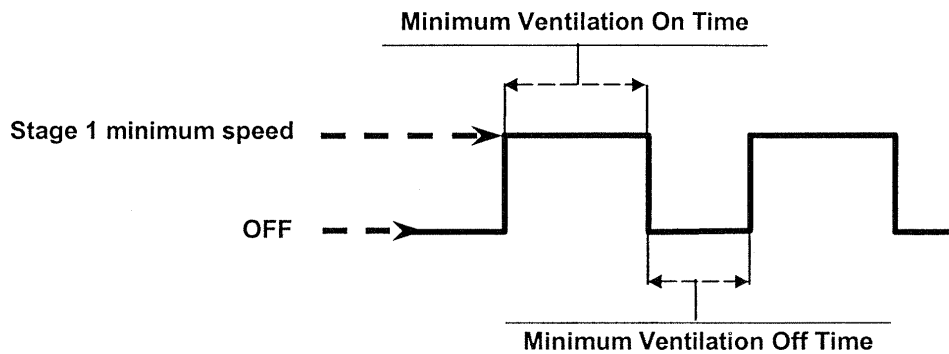 Minimum Ventilation On Time
Stage 1 minimum speed
OFF
Minimum Ventilation Off Time